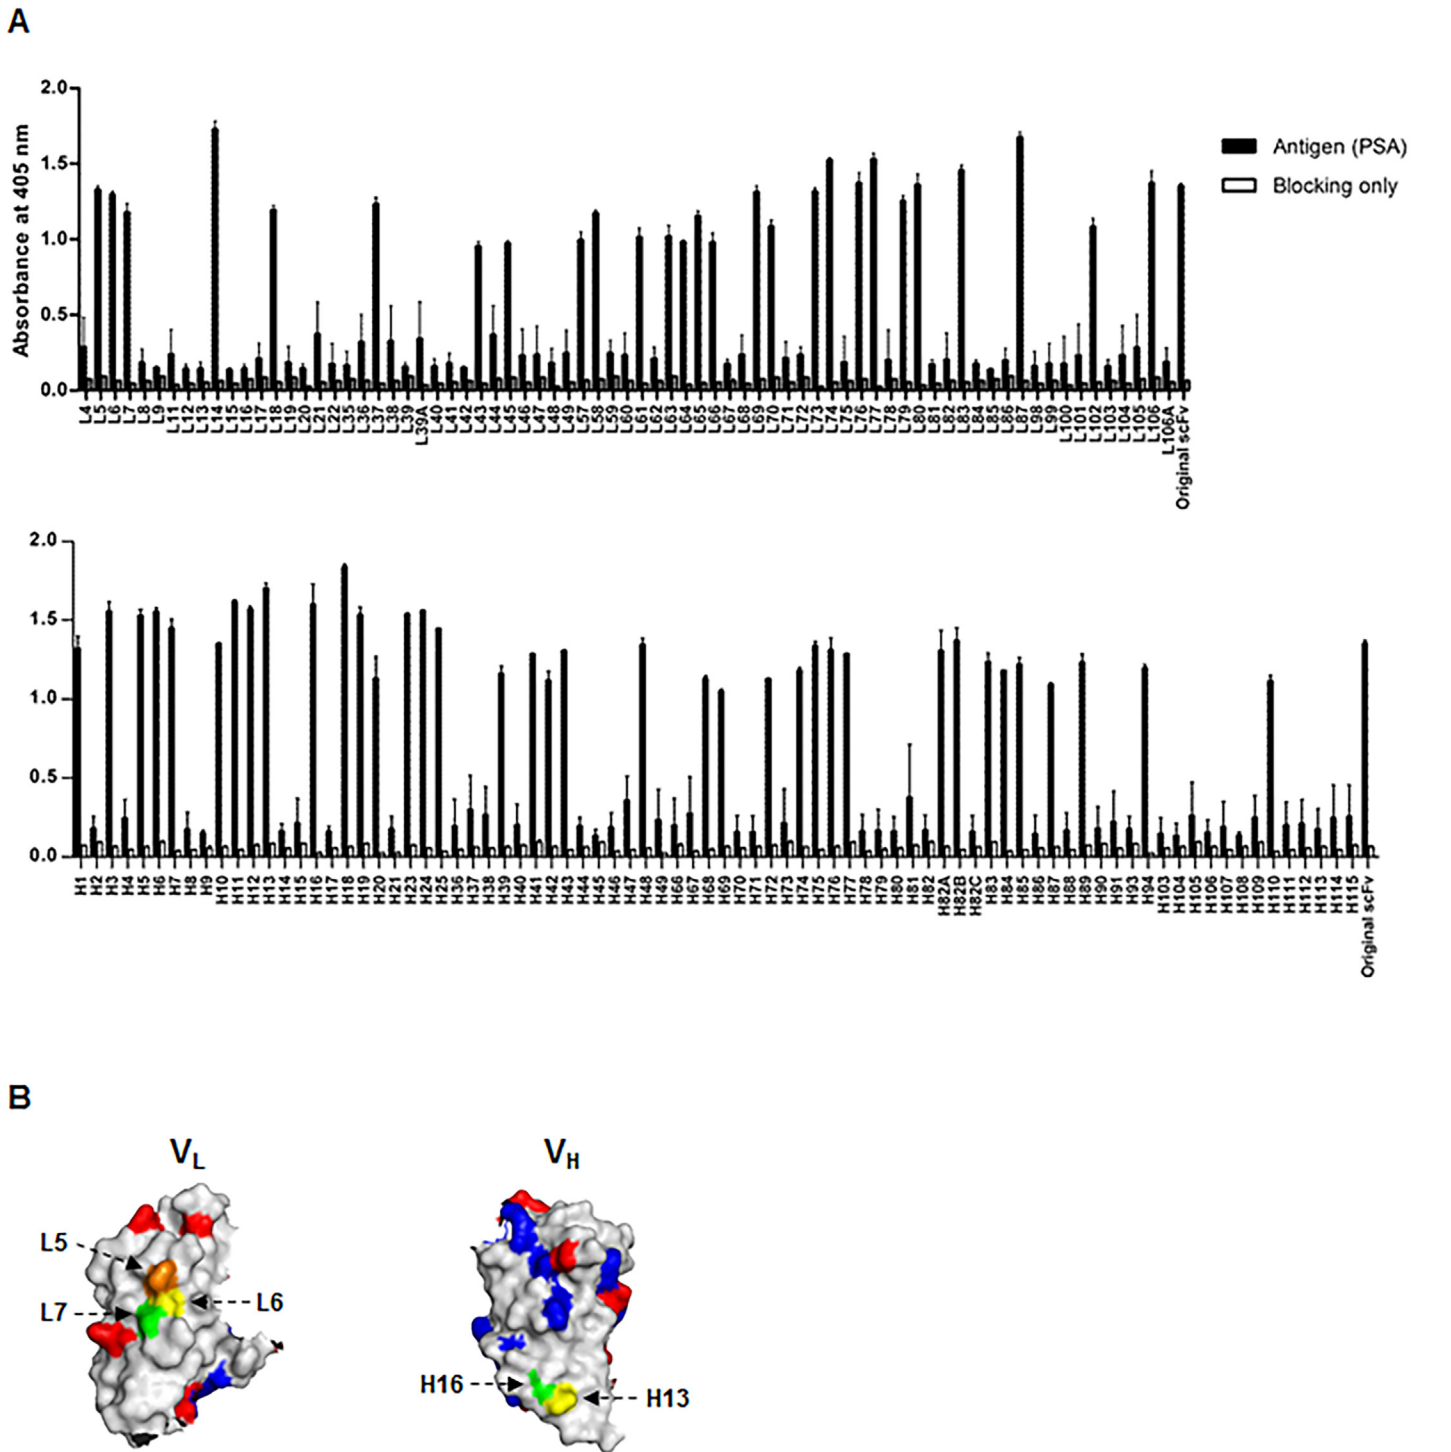 A
2.0
1.5
1.0
0.5
0.0
Absorbance at 405 nm
Antigen (PSA)
Blocking only
L4 L5 L6 L7 L8 L9 L11 L12 L13 L14 L15 L16 L17 L18 L19 L20 L21 L22 L35 L36 L37 L38 L39 L39A L40 L41 L42 L43 L44 L45 L46 L47 L48 L49 L57 L58 L59 L60 L61 L62 L63 L64 L65 L66 L67 L68 L69 L70 L71 L72 L73 L74 L75 L76 L77 L78 L79 L80 L81 L82 L83 L84 L85 L86 L87 L98 L99 L100 L101 L102 L103 L104 L105 L106 L106A Original scFv
2.0
1.5
1.0
0.5
0.0
H1 H2 H3 H4 H5 H6 H7 H8 H9 H10 H11 H12 H13 H14 H15 H16 H17 H18 H19 H20 H21 H23 H24 H25 H36 H37 H38 H39 H40 H41 H42 H43 H44 H45 H46 H47 H48 H49 H66 H67 H68 H69 H70 H71 H72 H73 H74 H75 H76 H77 H78 H79 H80 H81 H82 H82A H82B H82C H83 H84 H85 H86 H87 H88 H89 H90 H91 H93 H94 H103 H104 H105 H106 H107 H108 H109 H110 H111 H112 H113 H114 H115 Original scFv
B
VL
VH
L5
L7
L6
H16
H13